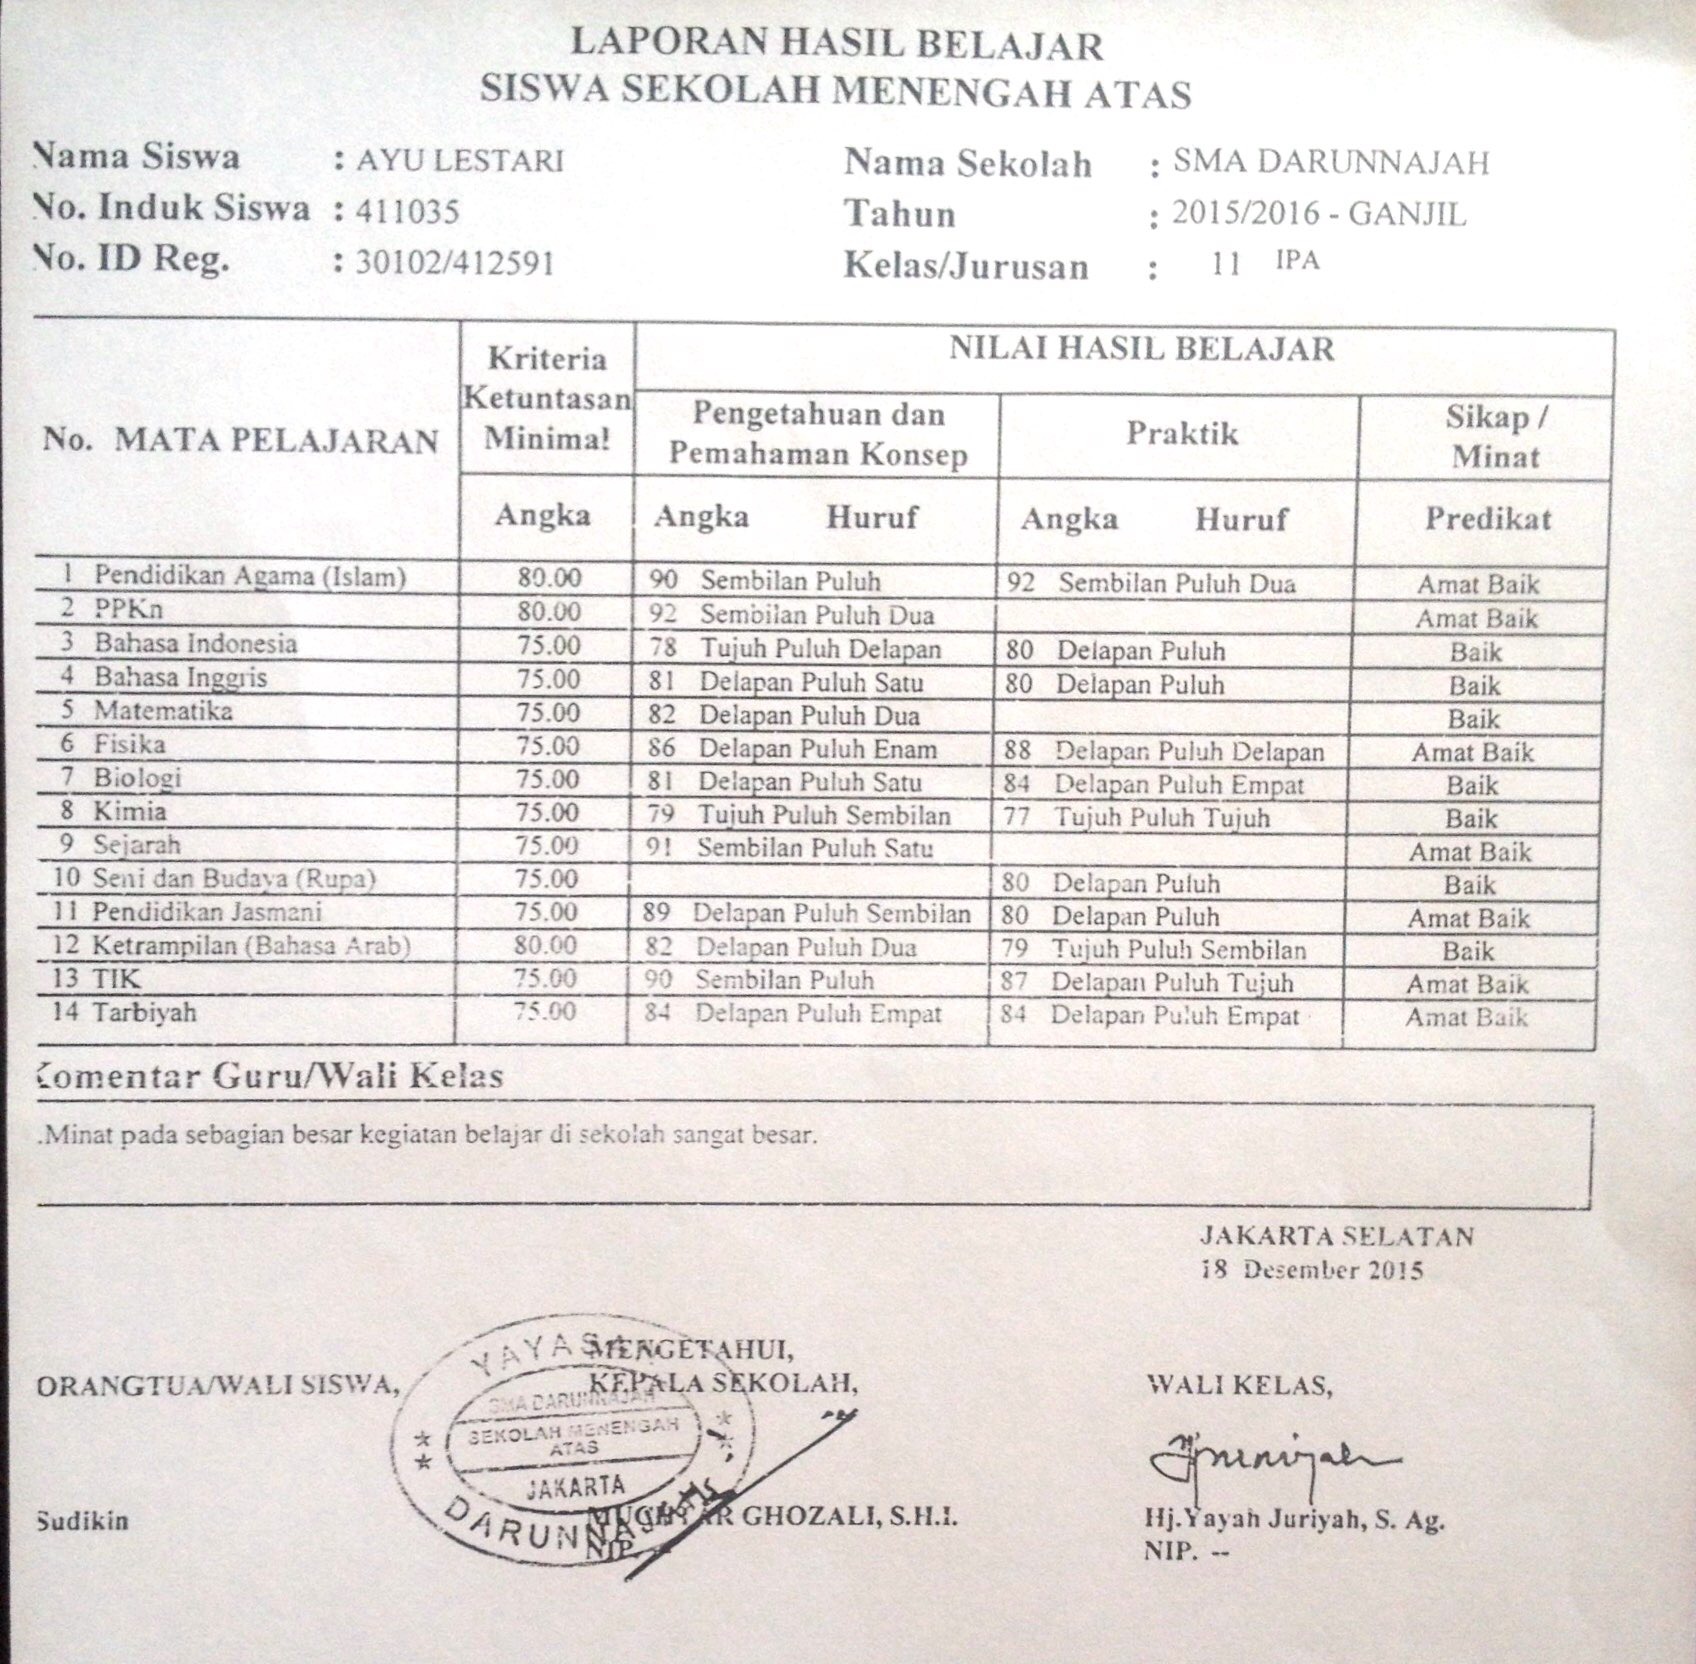 LAPORAN HASIL BELAJAR
SISWA SEKOLAH MENENGAH ATAS
Nama Siswa : AYU LESTARI Nama Sekolah : SMA DARUNNAJAH
No. Induk Siswa : 411035 Tahun : 2015/2016 - GANJIL
No. ID Reg. : 30102/412591 Kelas/Jurusan : 11 IPA
No. MATA PELAJARAN
Kriteria
Ketuntasan
Minimal
NILAI HASIL BELAJAR
Pengetahuan dan
Pemahaman Konsep
Praktik
Sikap /
Minat
Angka Angka Huruf Angka Huruf Predikat
1 Pendidikan Agama (Islam) 80.00 90 Sembilan Puluh 92 Sembilan Puluh Dua Amat Baik
2 PPKn 80.00 92 Sembilan Puluh Dua Amat Baik
3 Bahasa Indonesia 75.00 78 Tujuh Puluh Delapan 80 Delapan Puluh Baik
4 Bahasa Inggris 75.00 81 Delapan Puluh Satu 80 Delapan Puluh Baik
5 Matematika 75.00 82 Delapan Puluh Dua Baik
6 Fisika 75.00 86 Delapan Puluh Enam 88 Delapan Puluh Delapan Amat Baik
7 Biologi 75.00 81 Delapan Puluh Satu 84 Delapan Puluh Empat Baik
8 Kimia 75.00 79 Tujuh Puluh Sembilan 77 Tujuh Puluh Tujuh Baik
9 Sejarah 75.00 91 Sembilan Puluh Satu Amat Baik
10 Seni dan Budaya (Rupa) 75.00 80 Delapan Puluh Baik
11 Pendidikan Jasmani 75.00 89 Delapan Puluh Sembilan 80 Delapan Puluh Amat Baik
12 Ketrampilan (Bahasa Arab) 80.00 82 Delapan Puluh Dua 79 Tujuh Puluh Sembilan Baik
13 TIK 75.00 90 Sembilan Puluh 87 Delapan Puluh Tujuh Amat Baik
14 Tarbiyah 75.00 84 Delapan Puluh Empat 84 Delapan Puluh Empat Amat Baik
Komentar Guru/Wali Kelas
.Minat pada sebagian besar kegiatan belajar di sekolah sangat besar.
JAKARTA SELATAN
18 Desember 2015
MENGETAHUI,
ORANGTUA/WALI SISWA, KEPALA SEKOLAH, WALI KELAS,
YAYASAN
SMA DARUNNAJAH
SEKOLAH MENENGAH
ATAS
JAKARTA
DARUNNAJAH
Sudikin MUCHTAR GHOZALI, S.H.I. Hj.Yayah Juriyah, S. Ag.
NIP. -- NIP. --